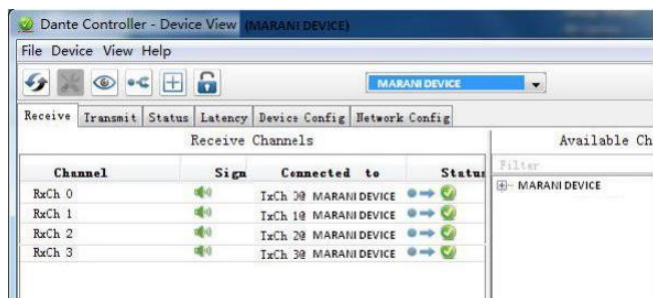 Dante Controller - Device View (MARANI DEVICE)
File Device View Help
MARANI DEVICE
Receive Transmit Status Latency Device Config Network Config
Receive Channels
Available Ch
Channel Sign Connected to Status
Filter
MARANI DEVICE
RxCh 0 TxCh 0@ MARANI DEVICE
RxCh 1 TxCh 1@ MARANI DEVICE
RxCh 2 TxCh 2@ MARANI DEVICE
RxCh 3 TxCh 3@ MARANI DEVICE